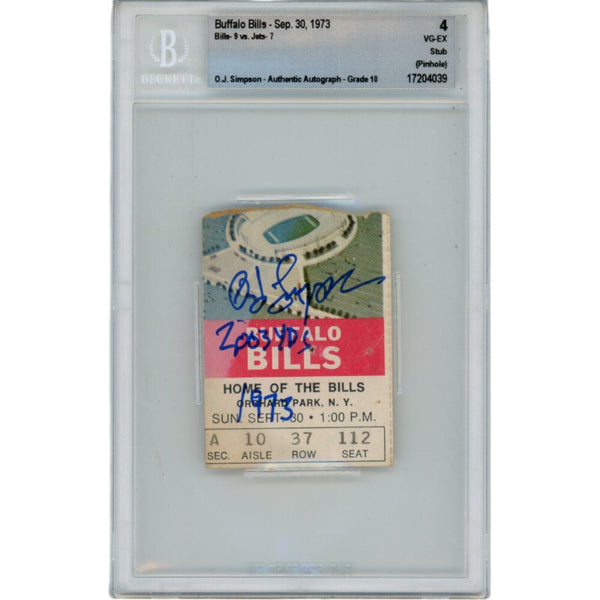 Buffalo Bills - Sep. 30, 1973
Bills- 9 vs. Jets- 7
O.J. Simpson - Authentic Autograph - Grade 10
4
VG-EX
Stub
(Pinhole)
17204039
B
BECKETT
OJ Simpson
BUFFALO
2,003 YDS
BILLS
HOME OF THE BILLS
ORCHARD PARK, N. Y.
1973
SUN. SEPT. 30 • 1:00 P.M.
A 10 37 112
SEC. AISLE ROW SEAT